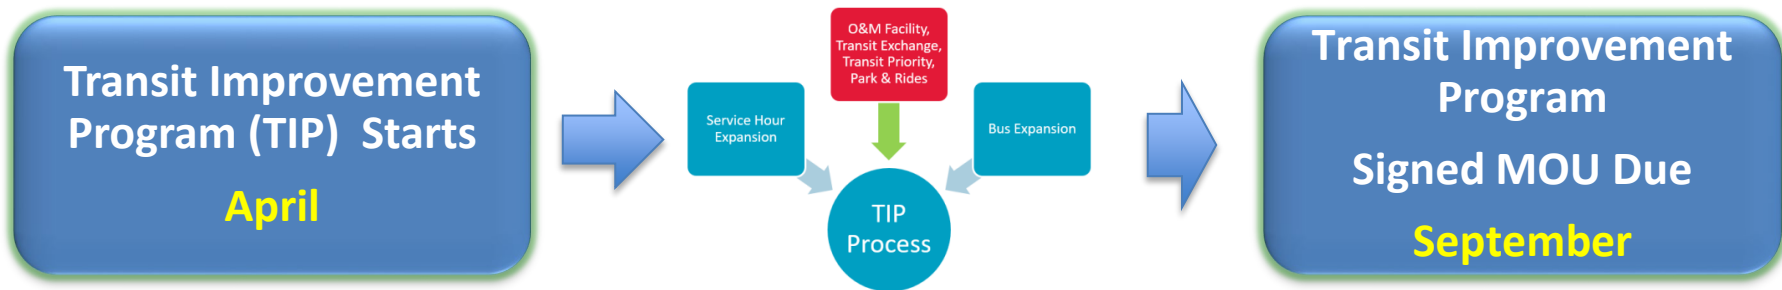 Transit Improvement
Program (TIP) Starts
April
O&M Facility,
Transit Exchange,
Transit Priority,
Park & Rides
Service Hour
Expansion
Bus Expansion
TIP
Process
Transit Improvement
Program
Signed MOU Due
September